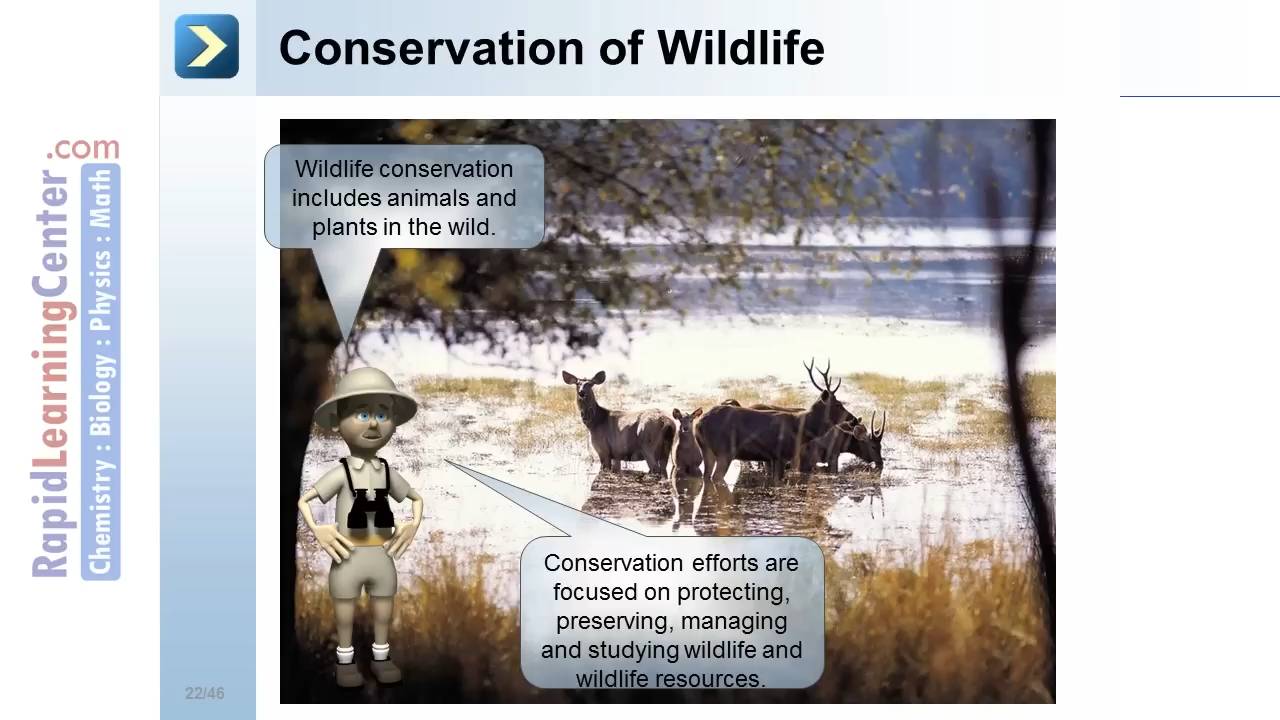 Conservation of Wildlife
RapidLearningCenter.com
Chemistry : Biology : Physics : Math
Wildlife conservation
includes animals and
plants in the wild.
Conservation efforts are
focused on protecting,
preserving, managing
and studying wildlife and
wildlife resources.
22/46